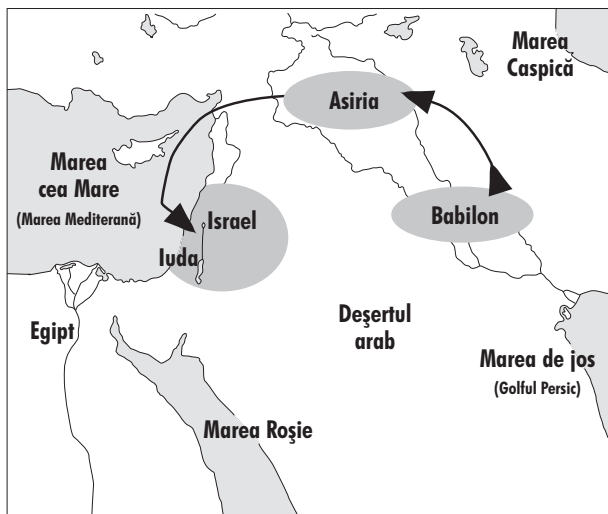 Marea
Caspică
Asiria
Marea
cea Mare
(Marea Mediterană)
Israel
Babilon
Iuda
Egipt
Deşertul
arab
Marea de jos
(Golful Persic)
Marea Roşie